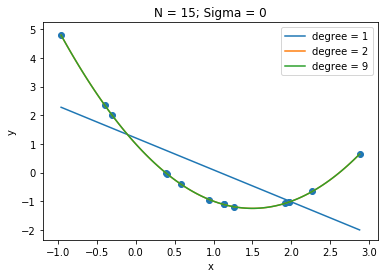 N = 15; Sigma = 0
degree = 1
degree = 2
degree = 9
y
5
4
3
2
1
0
−1
−2
−1.0 −0.5 0.0 0.5 1.0 1.5 2.0 2.5 3.0
x